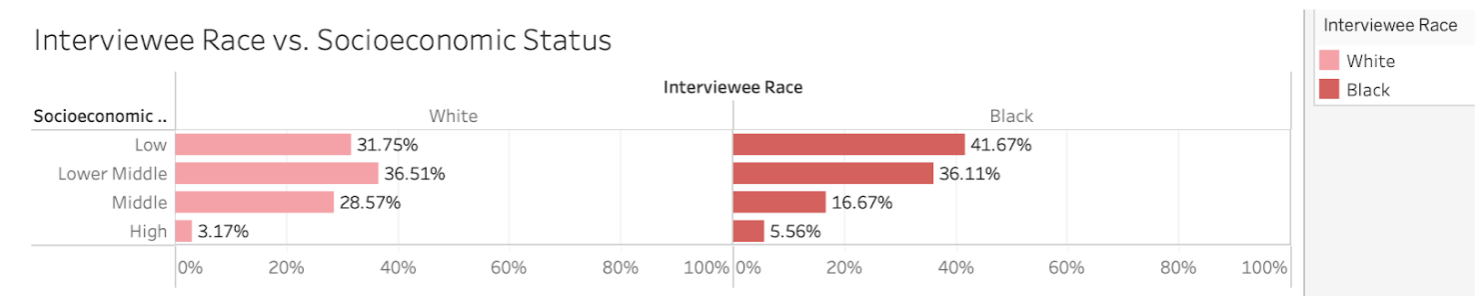 Interviewee Race vs. Socioeconomic Status
Interviewee Race
Socioeconomic .. White Black
Low 31.75% 41.67%
Lower Middle 36.51% 36.11%
Middle 28.57% 16.67%
High 3.17% 5.56%
0% 20% 40% 60% 80% 100% 0% 20% 40% 60% 80% 100%
Interviewee Race
White
Black